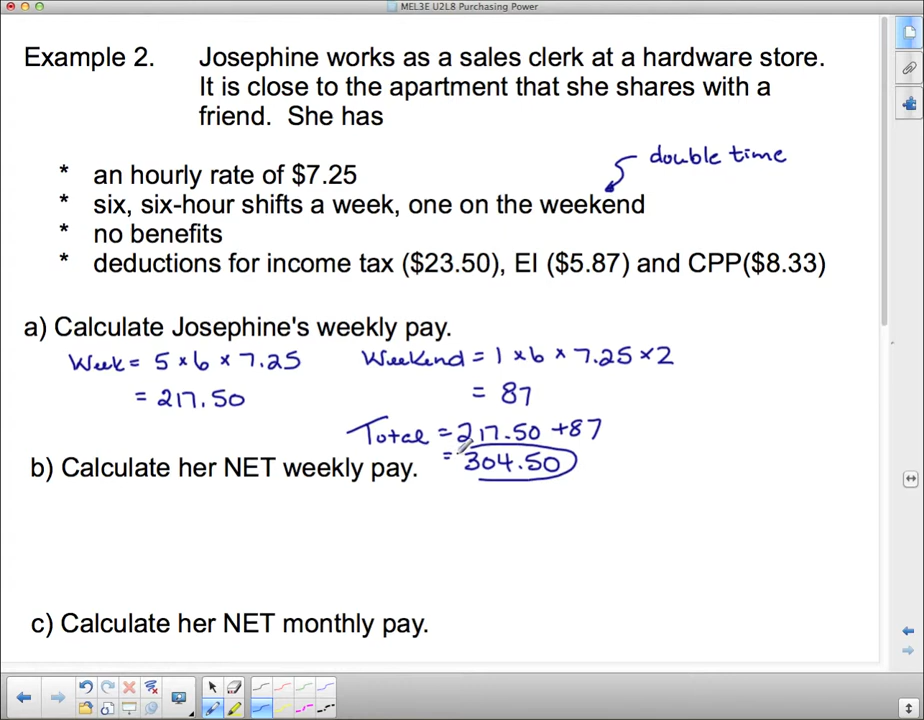 MEL3E U2L8 Purchasing Power
Example 2. Josephine works as a sales clerk at a hardware store.
It is close to the apartment that she shares with a
friend. She has
double time
* an hourly rate of $7.25
* six, six-hour shifts a week, one on the weekend
* no benefits
* deductions for income tax ($23.50), EI ($5.87) and CPP($8.33)
a) Calculate Josephine's weekly pay.
Week = 5 × 6 × 7.25 Weekend = 1 × 6 × 7.25 × 2
= 217.50 = 87
Total = 217.50 + 87
= 304.50
b) Calculate her NET weekly pay.
c) Calculate her NET monthly pay.